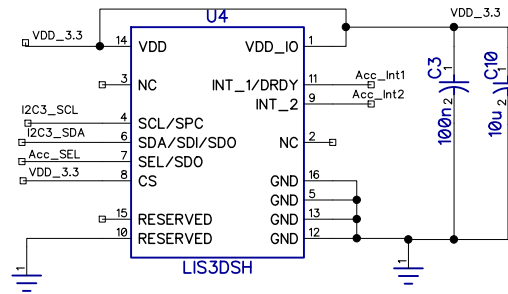 U4
VDD_3.3
VDD_3.3
14 VDD VDD_IO 1
3 NC INT_1/DRDY 11 Acc_Int1
INT_2 9 Acc_Int2
I2C3_SCL 4 SCL/SPC
I2C3_SDA 6 SDA/SDI/SDO NC 2
Acc_SEL 7 SEL/SDO
VDD_3.3 8 CS GND 16
GND 5
15 RESERVED GND 13
10 RESERVED GND 12
LIS3DSH
1
1
C3
1
2
100n
C10
1
2
10u